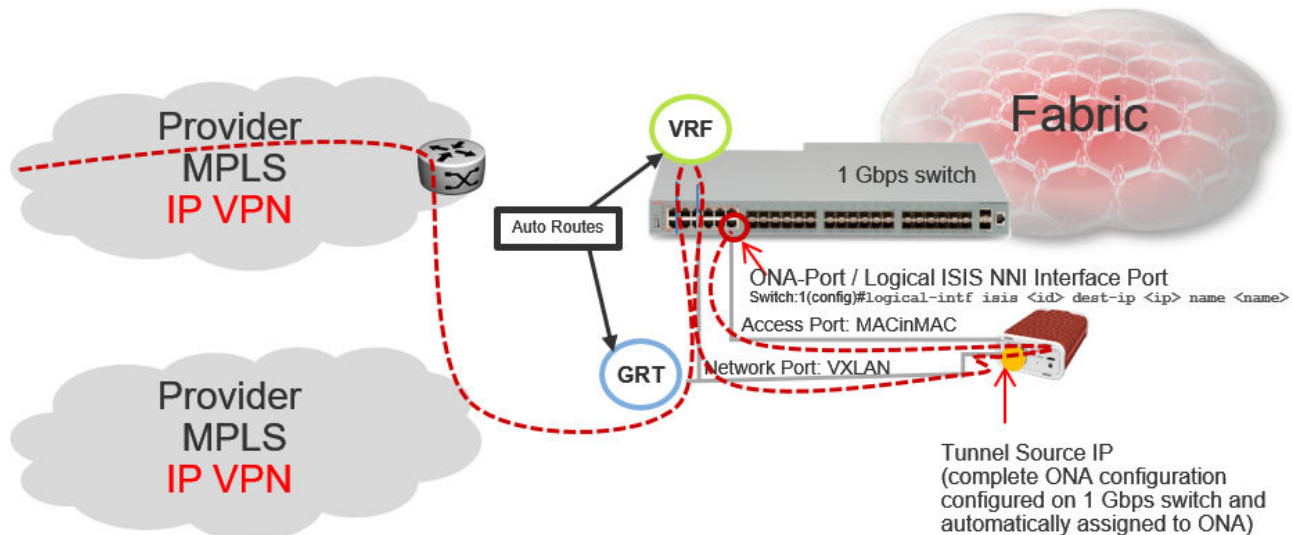 Provider
MPLS
IP VPN
VRF
Fabric
1 Gbps switch
Auto Routes
ONA-Port / Logical ISIS NNI Interface Port
Switch:1(config)#logical-intf isis <id> dest-ip <ip> name <name>
Access Port: MACinMAC
GRT
Network Port: VXLAN
Provider
MPLS
IP VPN
Tunnel Source IP
(complete ONA configuration
configured on 1 Gbps switch and
automatically assigned to ONA)